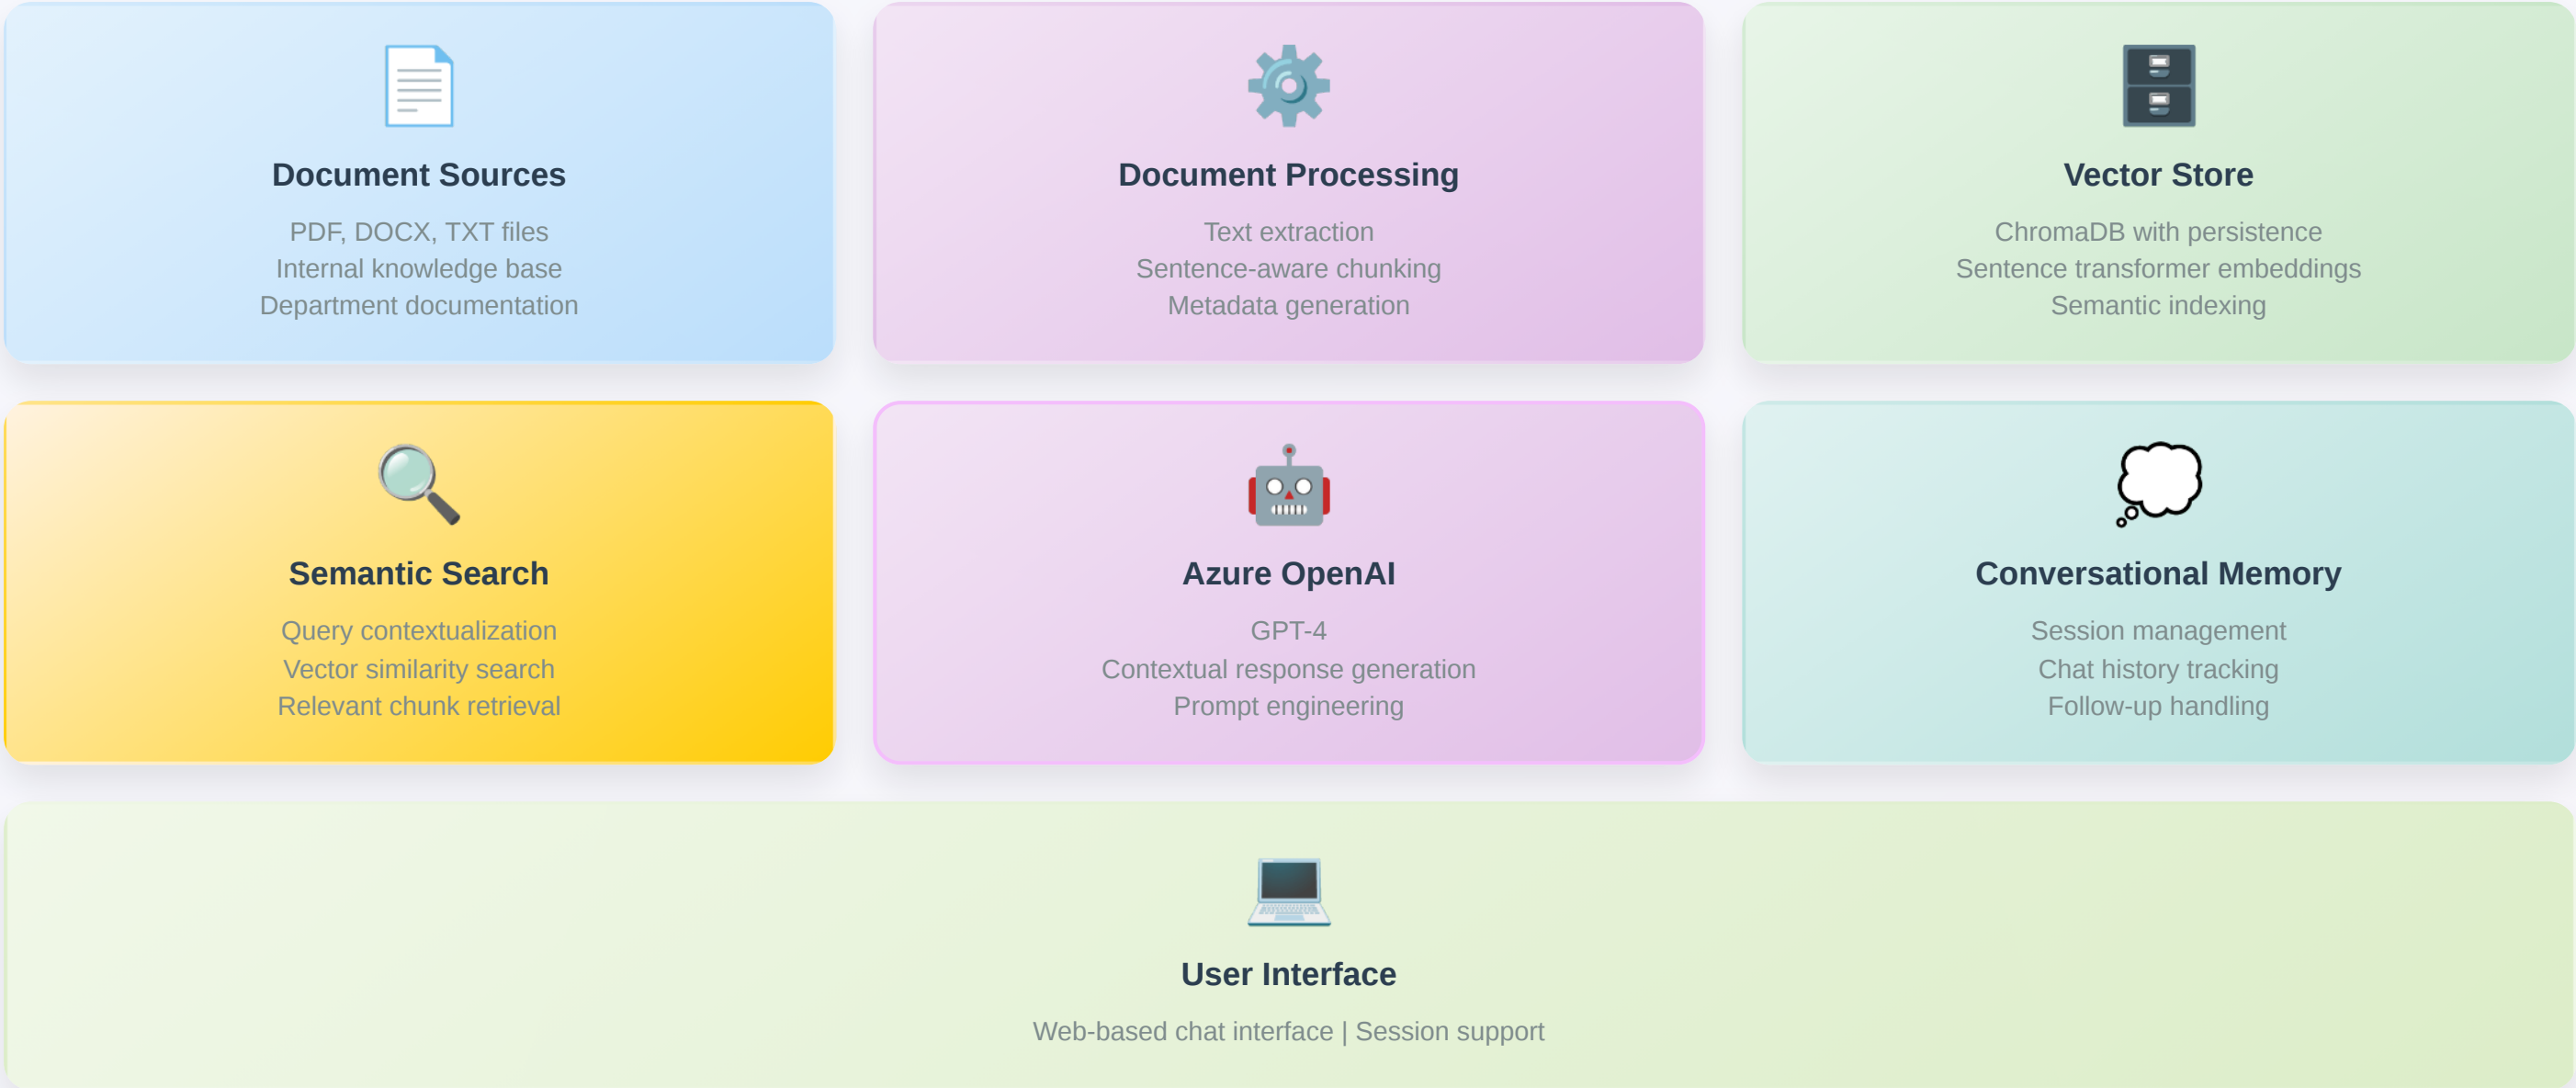 Document Sources
PDF, DOCX, TXT files
Internal knowledge base
Department documentation
Document Processing
Text extraction
Sentence-aware chunking
Metadata generation
Vector Store
ChromaDB with persistence
Sentence transformer embeddings
Semantic indexing
Semantic Search
Query contextualization
Vector similarity search
Relevant chunk retrieval
Azure OpenAI
GPT-4
Contextual response generation
Prompt engineering
Conversational Memory
Session management
Chat history tracking
Follow-up handling
User Interface
Web-based chat interface | Session support